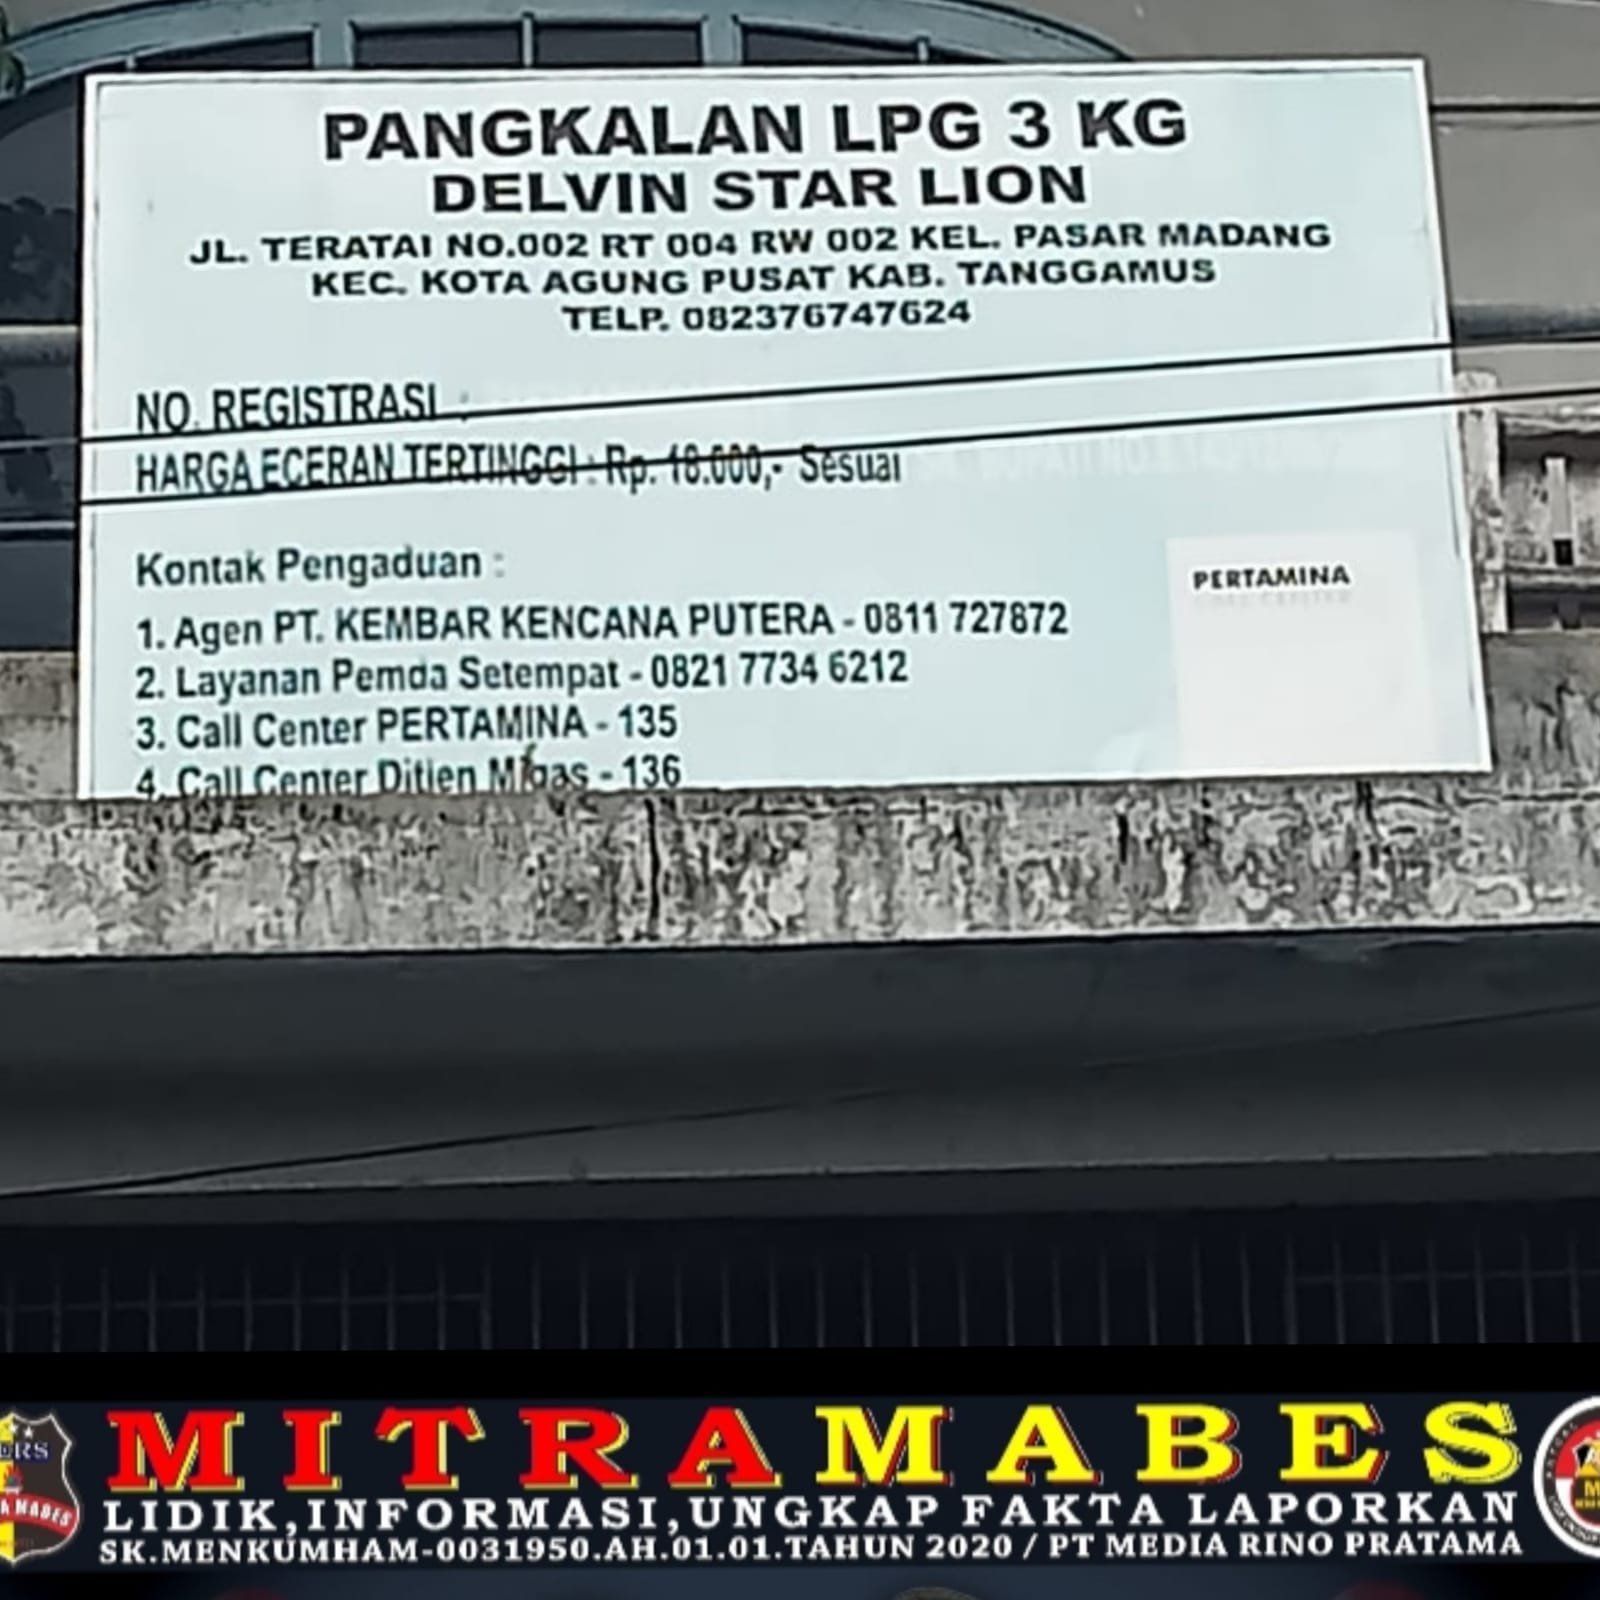 PANGKALAN LPG 3 KG
DELVIN STAR LION
JL. TERATAI NO.002 RT 004 RW 002 KEL. PASAR MADANG
KEC. KOTA AGUNG PUSAT KAB. TANGGAMUS
TELP. 082376747624
NO. REGISTRASI :
HARGA ECERAN TERTINGGI : Rp. 18.000,- Sesuai
Kontak Pengaduan :
1. Agen PT. KEMBAR KENCANA PUTERA - 0811 727872
2. Layanan Pemda Setempat - 0821 7734 6212
3. Call Center PERTAMINA - 135
4. Call Center Ditjen Migas - 136
PERTAMINA
MITRAMABES
LIDIK,INFORMASI,UNGKAP FAKTA LAPORKAN
SK.MENKUMHAM-0031950.AH.01.01.TAHUN 2020 / PT MEDIA RINO PRATAMA